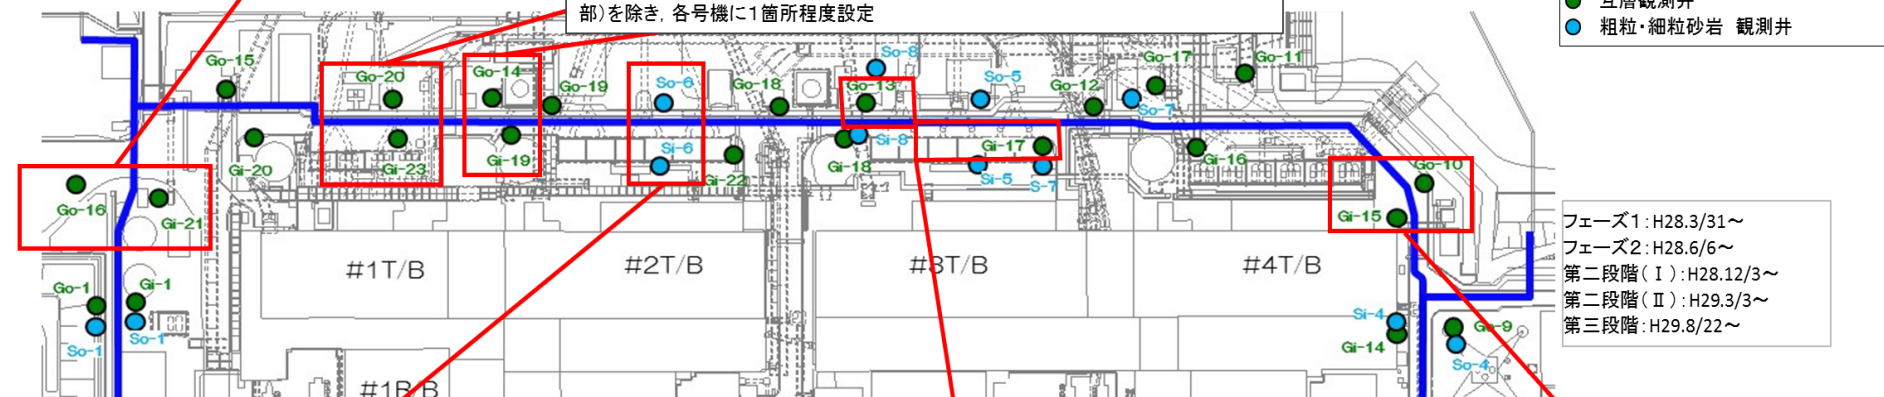 部)を除き，各号機に1箇所程度設定
互層観測井
粗粒・細粒砂岩　観測井
So-8
Go-15
Go-20
Go-14
Go-19
So-6
Go-18
Go-13
So-5
Go-12
Go-17
So-7
Go-11
Gi-20
Gi-23
Gi-19
Si-6
Gi-22
Gi-18
Si-8
Gi-17
Si-5
S-7
Gi-16
Go-10
Gi-15
Go-16
Gi-21
#1T/B
#2T/B
#3T/B
#4T/B
フェーズ1：H28.3/31～
フェーズ2：H28.6/6～
第二段階（Ⅰ）：H28.12/3～
第二段階（Ⅱ）：H29.3/3～
第三段階：H29.8/22～
Go-1
Gi-1
So-1
So-1
Si-4
Gi-14
Go-9
So-4
#1R/B